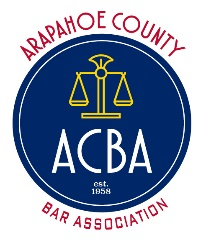 ARAPAHOE COUNTY
ACBA
est.
1958
BAR ASSOCIATION